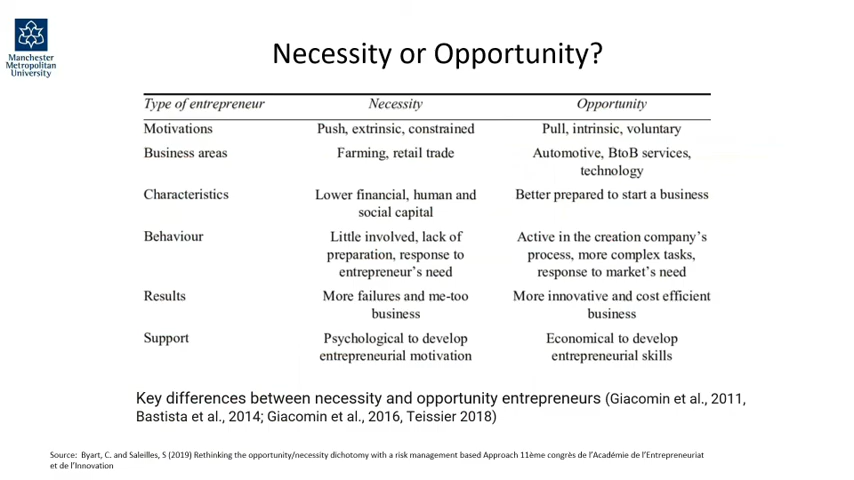 Manchester
Metropolitan
University
Necessity or Opportunity?
Type of entrepreneur Necessity Opportunity
Motivations Push, extrinsic, constrained Pull, intrinsic, voluntary
Business areas Farming, retail trade Automotive, BtoB services,
technology
Characteristics Lower financial, human and Better prepared to start a business
social capital
Behaviour Little involved, lack of Active in the creation company's
preparation, response to process, more complex tasks,
entrepreneur's need response to market's need
Results More failures and me-too More innovative and cost efficient
business business
Support Psychological to develop Economical to develop
entrepreneurial motivation entrepreneurial skills
Key differences between necessity and opportunity entrepreneurs (Giacomin et al., 2011,
Bastista et al., 2014; Giacomin et al., 2016, Teissier 2018)
Source: Byart, C. and Saleilles, S (2019) Rethinking the opportunity/necessity dichotomy with a risk management based Approach 11ème congrès de l'Académie de l'Entrepreneuriat
et de l'Innovation